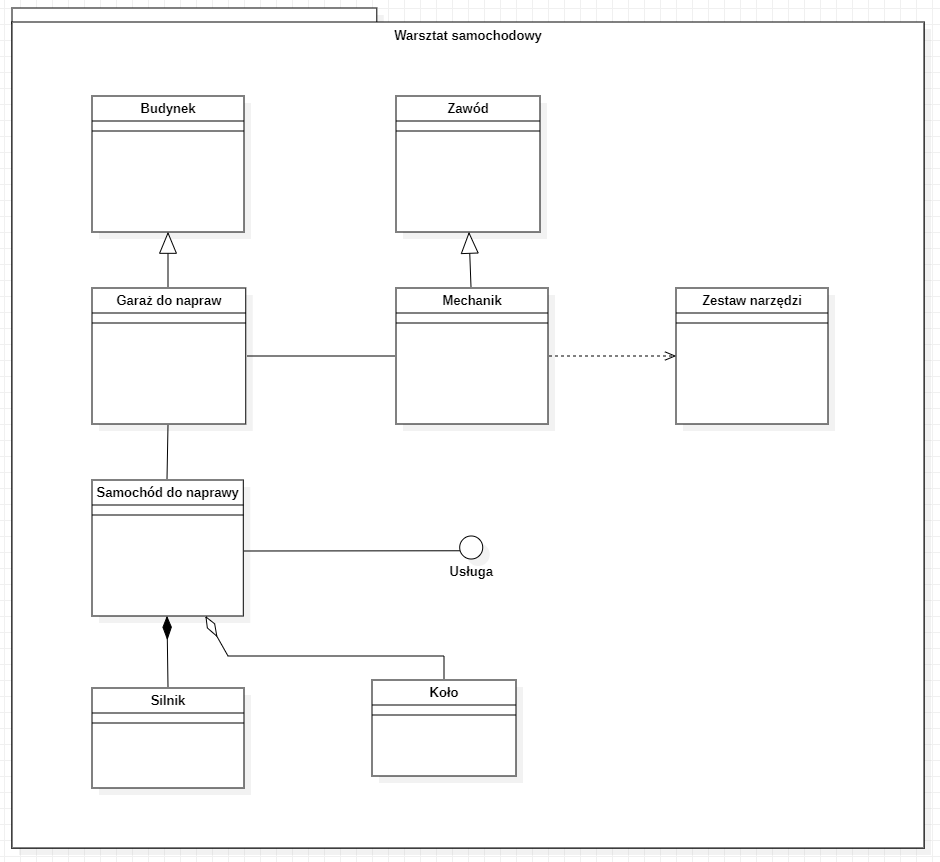 Warsztat samochodowy
Budynek
Zawód
Garaż do napraw
Mechanik
Zestaw narzędzi
Samochód do naprawy
Usługa
Silnik
Koło